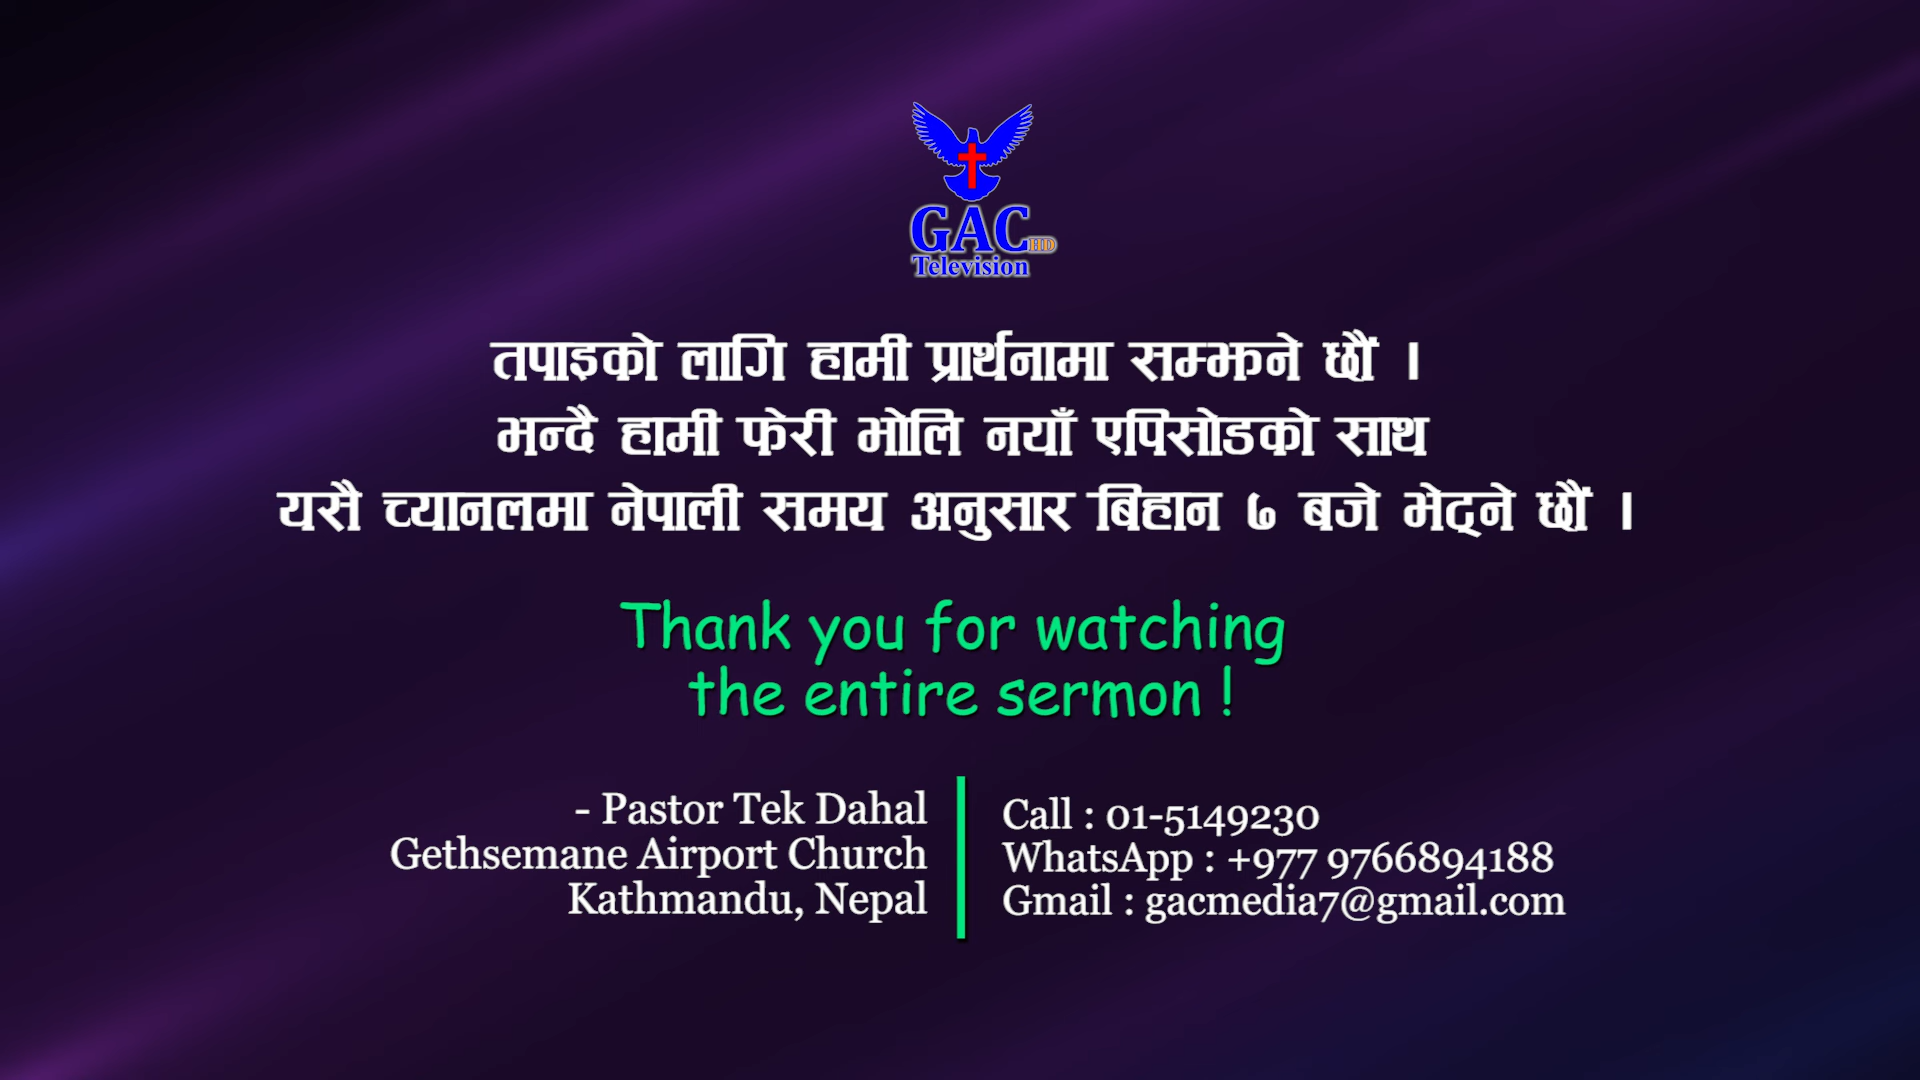 GAC HD
Television
तपाइको लागि हामी प्रार्थनामा सम्झने छौं ।
भन्दै हामी फेरी भोलि नयाँ एपिसोडको साथ
यसै च्यानलमा नेपाली समय अनुसार बिहान ७ बजे भेट्ने छौं ।
Thank you for watching
the entire sermon !
- Pastor Tek Dahal
Gethsemane Airport Church
Kathmandu, Nepal
Call : 01-5149230
WhatsApp : +977 9766894188
Gmail : gacmedia7@gmail.com